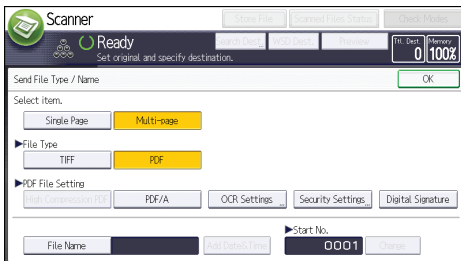 Scanner
Store File Scanned Files Status Check Modes
Ready
Search Dest. WSD Dest. Preview
Ttl. Dest. Memory
0 100%
Set original and specify destination.
Send File Type / Name OK
Select item.
Single Page Multi-page
►File Type
TIFF PDF
►PDF File Setting
High Compression PDF PDF/A OCR Settings Security Settings Digital Signature
►Start No.
File Name Add Date&Time 0001 Change